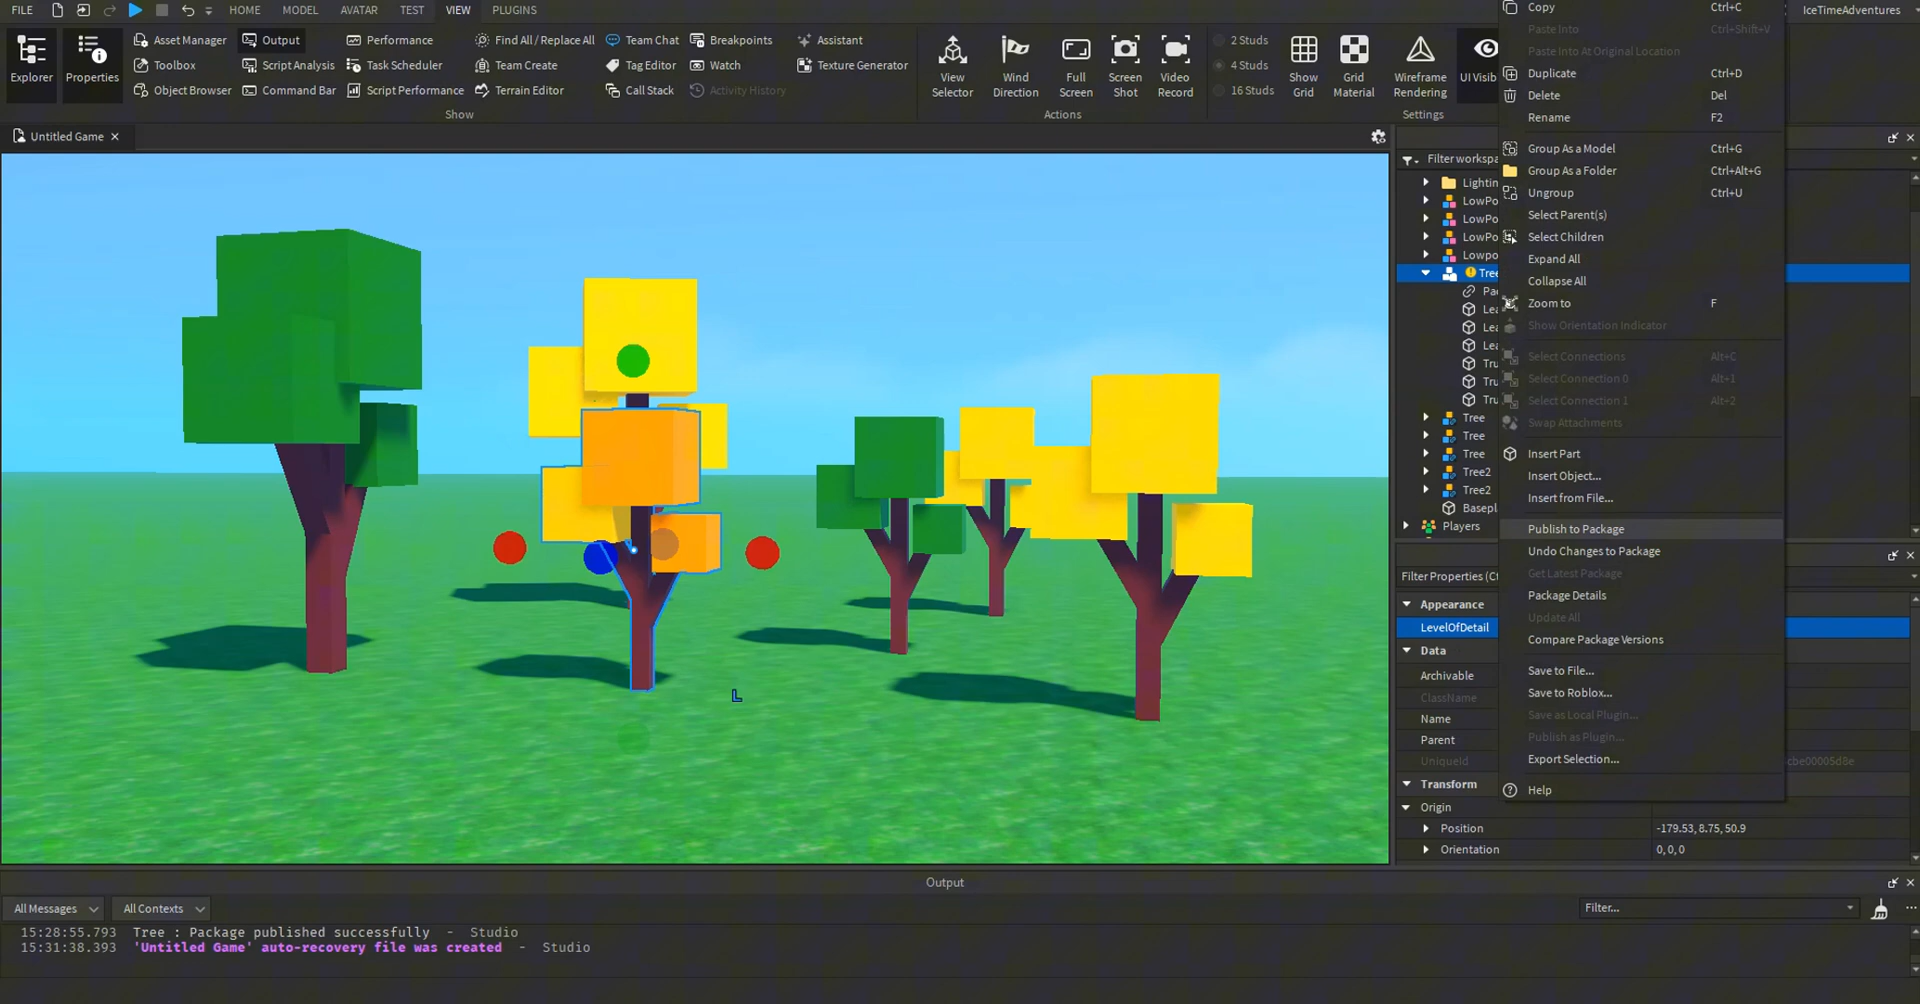 FILE HOME MODEL AVATAR TEST VIEW PLUGINS IceTimeAdventures
Explorer
Properties
Asset Manager Output Performance Find All / Replace All Team Chat Breakpoints Assistant
Toolbox Script Analysis Task Scheduler Team Create Tag Editor Watch Texture Generator
Object Browser Command Bar Script Performance Terrain Editor Call Stack Activity History
Show
View Selector
Wind Direction
Full Screen
Screen Shot
Video Record
Actions
2 Studs
4 Studs
16 Studs
Show Grid
Grid Material
Wireframe Rendering
UI Visib
Settings
Untitled Game
Copy Ctrl+C
Paste Into Ctrl+Shift+V
Paste Into At Original Location
Duplicate Ctrl+D
Delete Del
Rename F2
Group As a Model Ctrl+G
Group As a Folder Ctrl+Alt+G
Ungroup Ctrl+U
Select Parent(s)
Select Children
Expand All
Collapse All
Zoom to F
Show Orientation Indicator
Select Connections Alt+C
Select Connection 0 Alt+1
Select Connection 1 Alt+2
Swap Attachments
Insert Part
Insert Object...
Insert from File...
Publish to Package
Undo Changes to Package
Get Latest Package
Package Details
Update All
Compare Package Versions
Save to File...
Save to Roblox...
Save as Local Plugin...
Publish as Plugin...
Export Selection...
Help
Filter workspa
Lightin
LowPo
LowPo
LowPo
Lowpo
Tree
Pac
Lea
Lea
Lea
Tru
Tru
Tru
Tree
Tree
Tree
Tree2
Tree2
Basepl
Players
Filter Properties (Ct
Appearance
LevelOfDetail
Data
Archivable
ClassName
Name
Parent
UniqueId cbe00005d8e
Transform
Origin
Position -179.53, 8.75, 50.9
Orientation 0, 0, 0
L
Output
All Messages All Contexts Filter...
15:28:55.793 Tree : Package published successfully - Studio
15:31:38.393 'Untitled Game' auto-recovery file was created - Studio